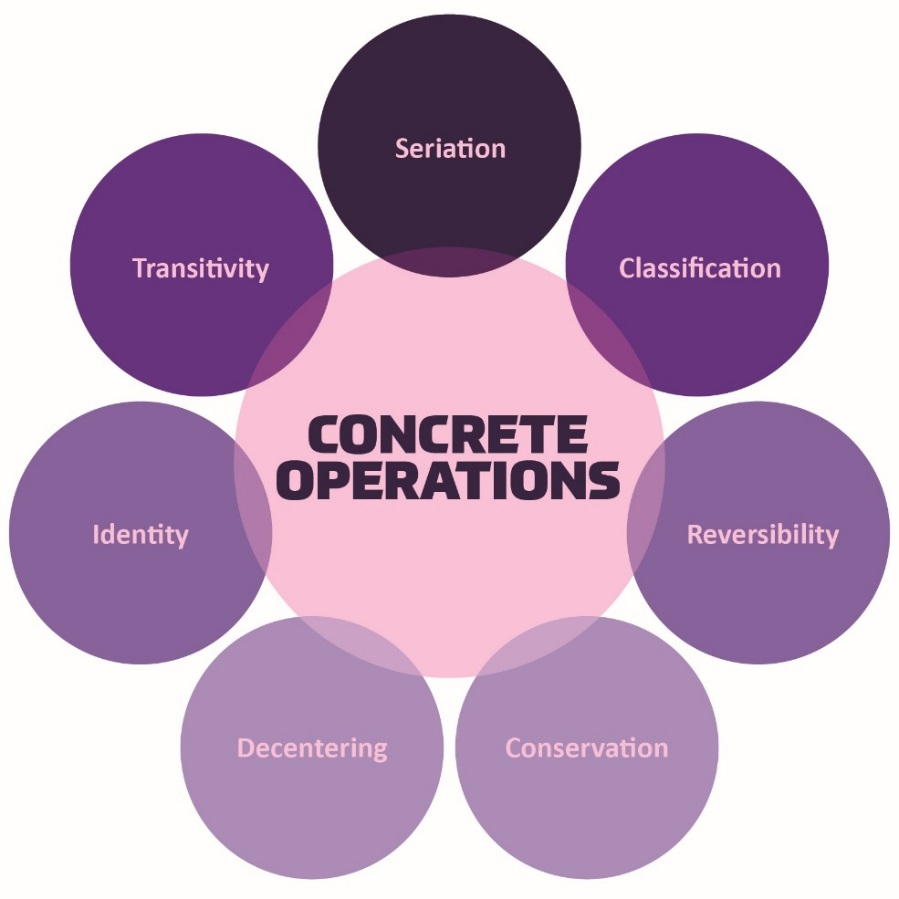 Seriation
Transitivity
Classification
CONCRETE
OPERATIONS
Identity
Reversibility
Decentering
Conservation